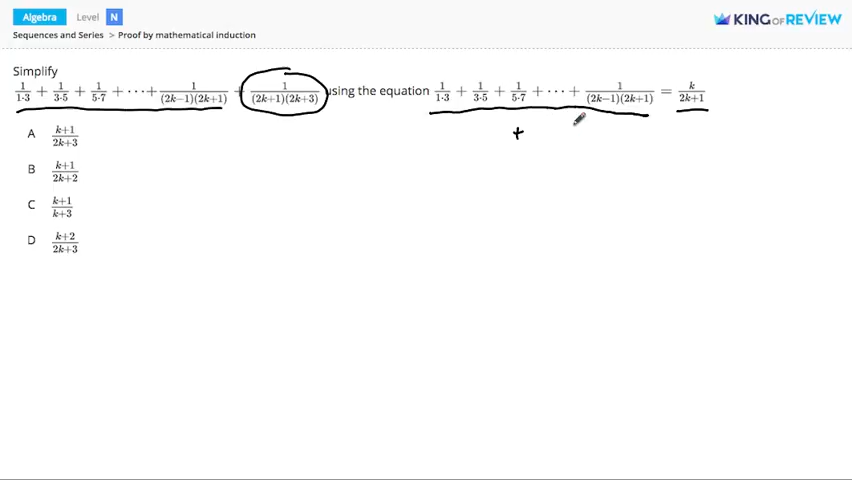 Algebra Level N KING OF REVIEW
Sequences and Series > Proof by mathematical induction
Simplify
1/(1·3) + 1/(3·5) + 1/(5·7) + ··· + 1/((2k−1)(2k+1)) + 1/((2k+1)(2k+3)) using the equation 1/(1·3) + 1/(3·5) + 1/(5·7) + ··· + 1/((2k−1)(2k+1)) = k/(2k+1)
+
A (k+1)/(2k+3)
B (k+1)/(2k+2)
C (k+1)/(k+3)
D (k+2)/(2k+3)